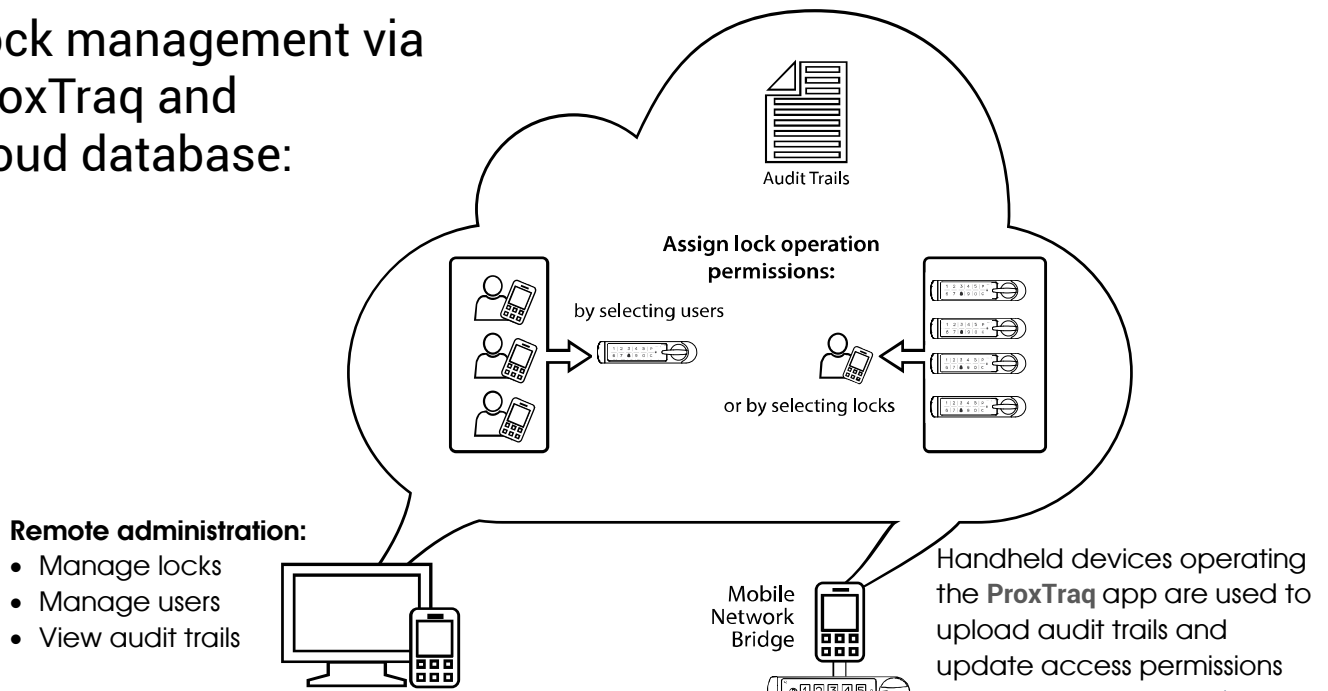 ock management via
oxTraq and
oud database:
Audit Trails
Assign lock operation
permissions:
by selecting users
or by selecting locks
Remote administration:
• Manage locks
• Manage users
• View audit trails
Mobile
Network
Bridge
Handheld devices operating
the ProxTraq app are used to
upload audit trails and
update access permissions